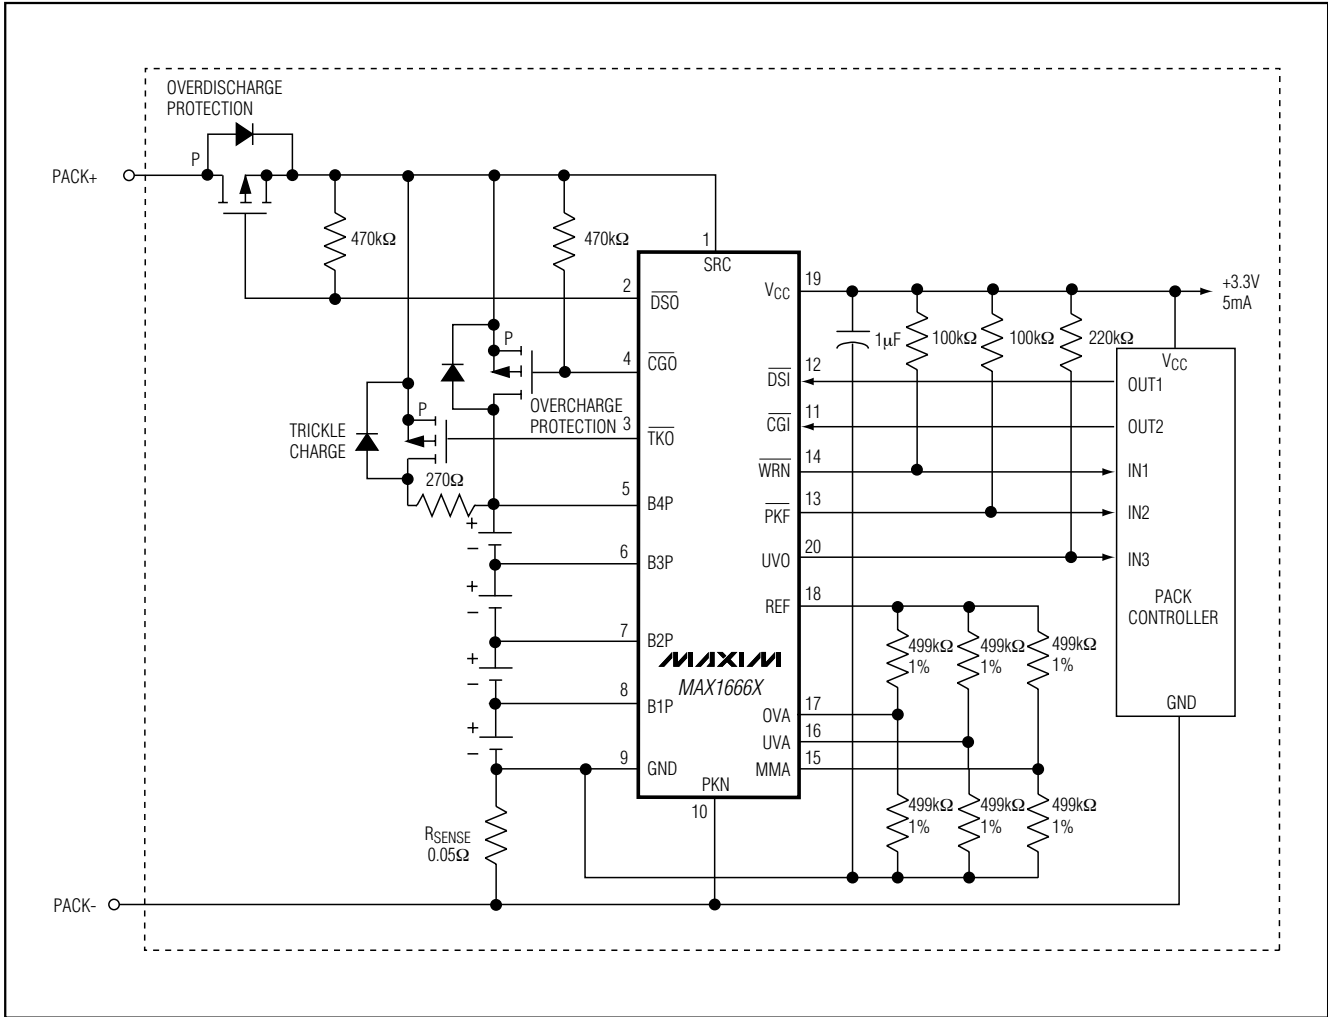 OVERDISCHARGE
PROTECTION
P
PACK+
470kΩ
470kΩ
1
SRC
2
DSO
VCC
19
+3.3V
5mA
1µF
100kΩ
100kΩ
220kΩ
P
4
CGO
OVERCHARGE
PROTECTION
DSI
12
VCC
OUT1
P
TRICKLE
CHARGE
3
TKO
CGI
11
OUT2
270Ω
WRN
14
IN1
5
B4P
PKF
13
IN2
+
–
6
B3P
UVO
20
IN3
+
–
REF
18
PACK
CONTROLLER
7
B2P
499kΩ
1%
499kΩ
1%
499kΩ
1%
MAXIM
MAX1666X
+
–
8
B1P
OVA
17
GND
+
–
UVA
16
9
GND
MMA
15
PKN
10
499kΩ
1%
499kΩ
1%
499kΩ
1%
RSENSE
0.05Ω
PACK-